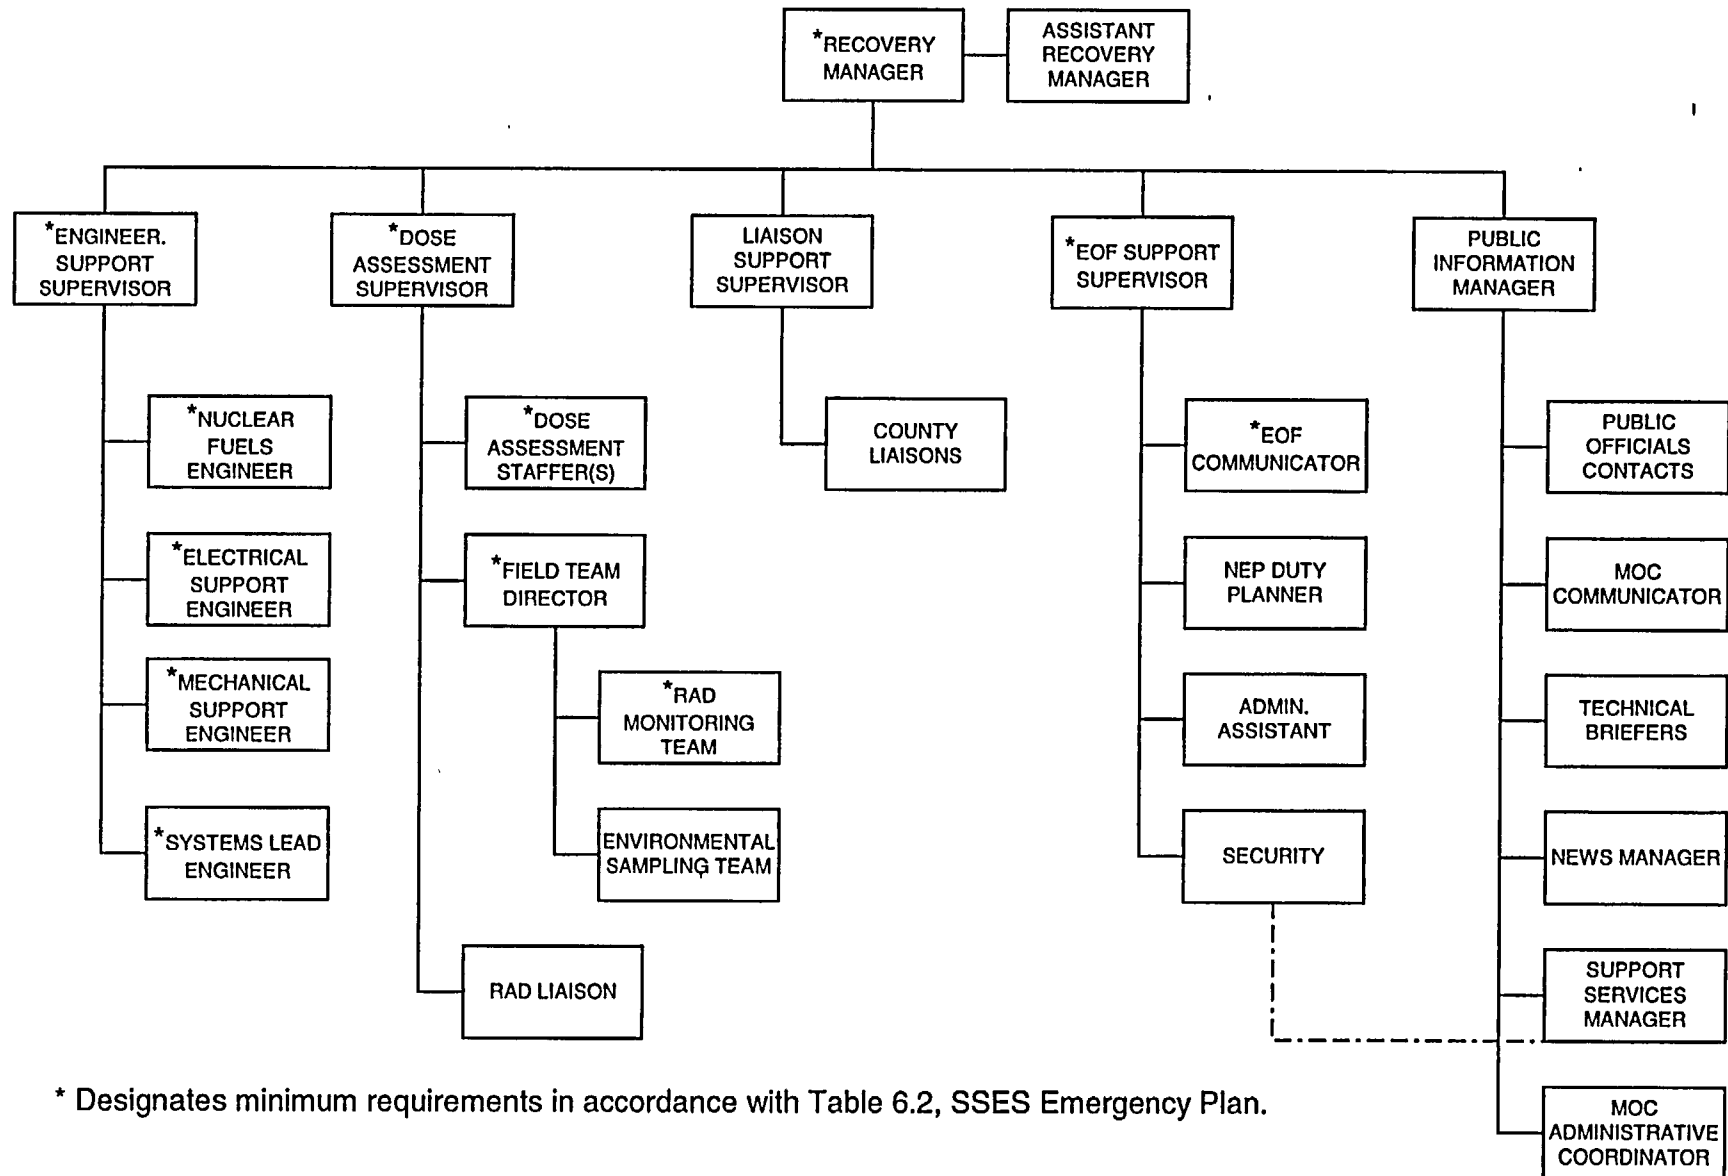 *RECOVERY
MANAGER
ASSISTANT
RECOVERY
MANAGER
*ENGINEER.
SUPPORT
SUPERVISOR
*DOSE
ASSESSMENT
SUPERVISOR
LIAISON
SUPPORT
SUPERVISOR
*EOF SUPPORT
SUPERVISOR
PUBLIC
INFORMATION
MANAGER
*NUCLEAR
FUELS
ENGINEER
*ELECTRICAL
SUPPORT
ENGINEER
*MECHANICAL
SUPPORT
ENGINEER
*SYSTEMS LEAD
ENGINEER
*DOSE
ASSESSMENT
STAFFER(S)
*FIELD TEAM
DIRECTOR
*RAD
MONITORING
TEAM
ENVIRONMENTAL
SAMPLING TEAM
RAD LIAISON
COUNTY
LIAISONS
*EOF
COMMUNICATOR
NEP DUTY
PLANNER
ADMIN.
ASSISTANT
SECURITY
PUBLIC
OFFICIALS
CONTACTS
MOC
COMMUNICATOR
TECHNICAL
BRIEFERS
NEWS MANAGER
SUPPORT
SERVICES
MANAGER
MOC
ADMINISTRATIVE
COORDINATOR
* Designates minimum requirements in accordance with Table 6.2, SSES Emergency Plan.